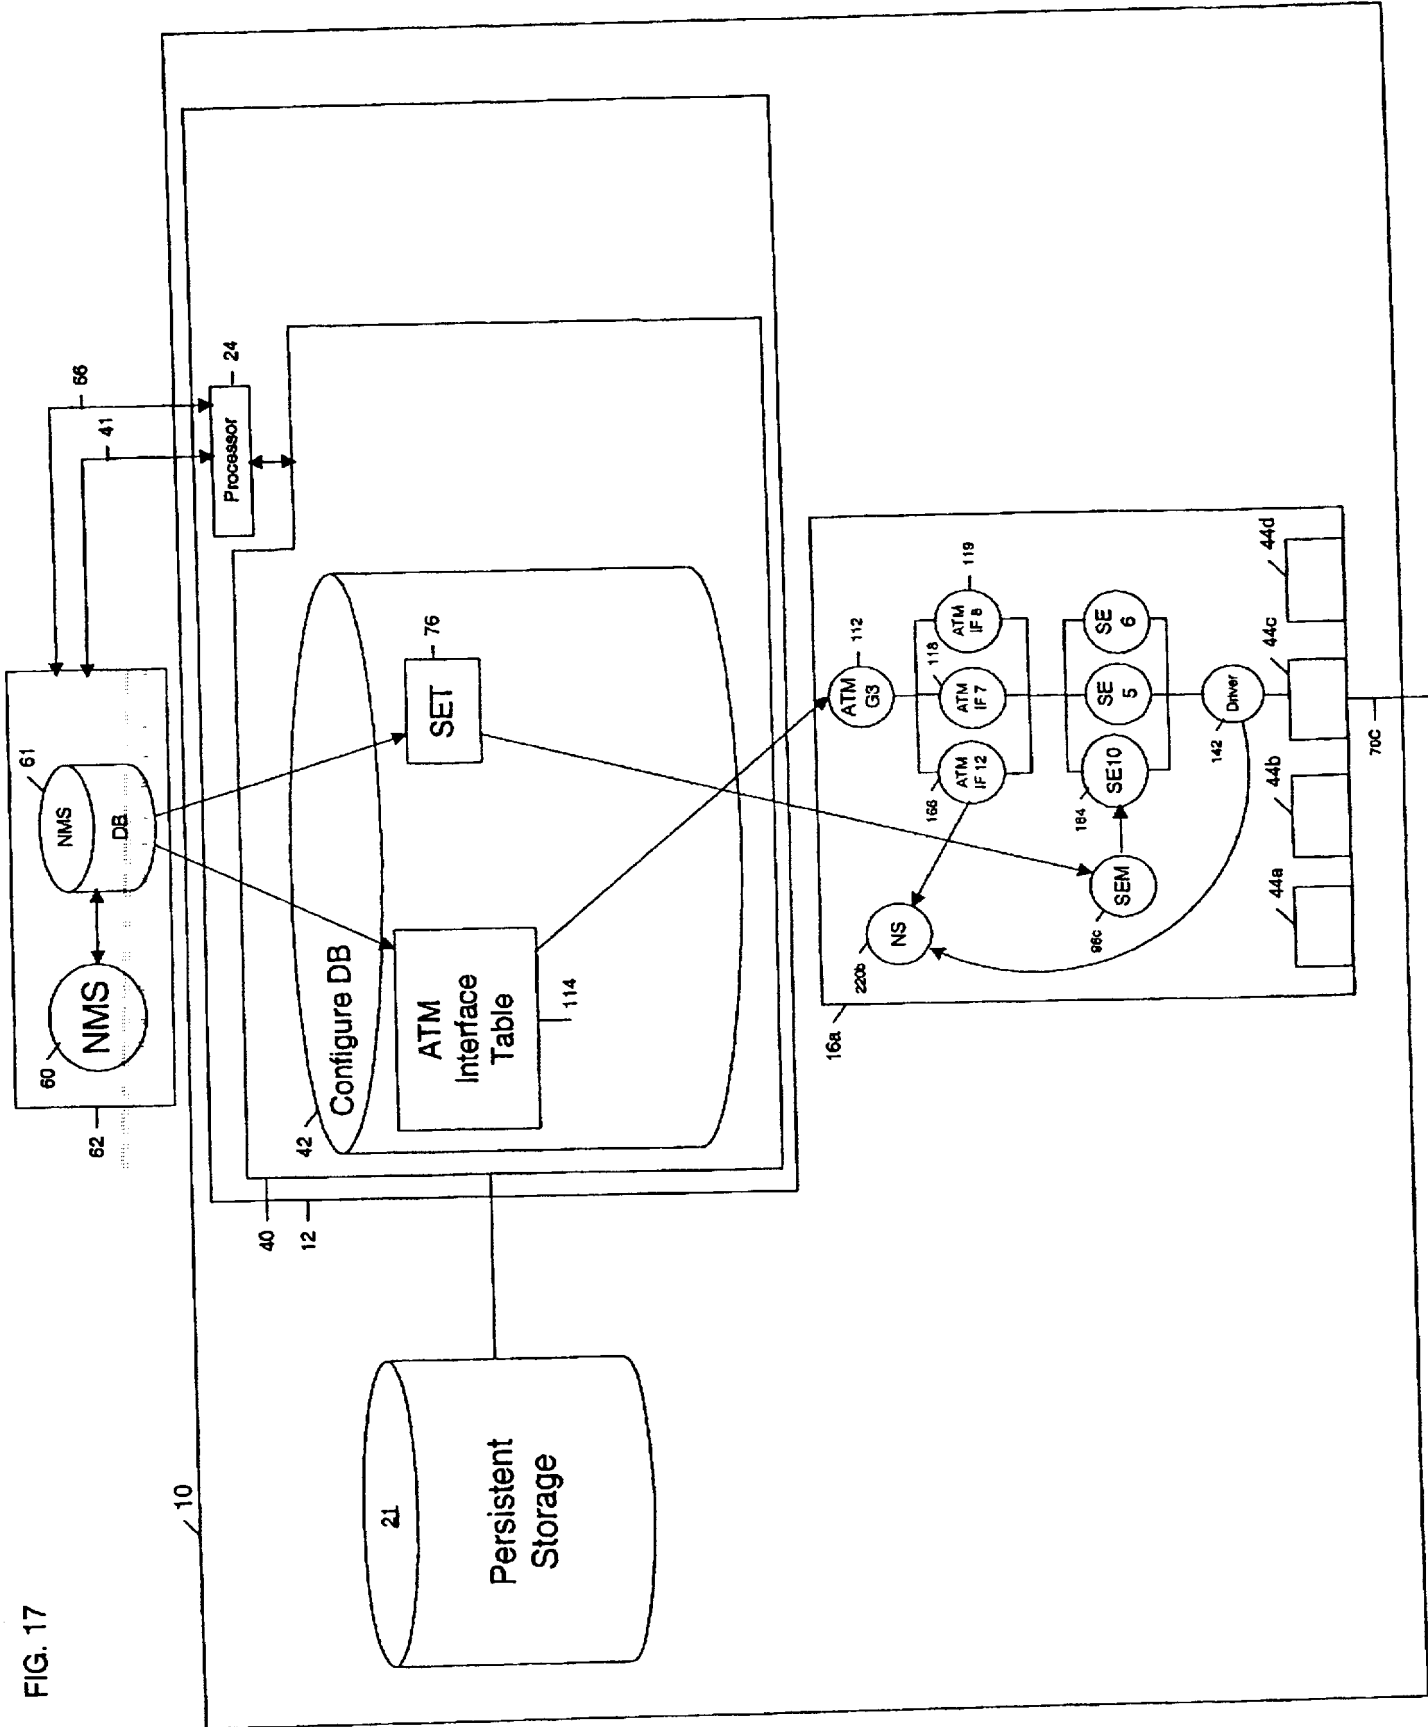 FIG. 17
10
62
60
NMS
61
NMS
DB
66
41
24
Processor
40
12
21
Persistent
Storage
42
Configure DB
ATM
Interface
Table
114
SET
76
16a
ATM
G3
112
ATM
IF 12
166
ATM
IF 7
118
ATM
IF 8
119
NS
220b
SEM
96c
SE10
184
SE
5
SE
6
Driver
142
44a
44b
44c
44d
70C